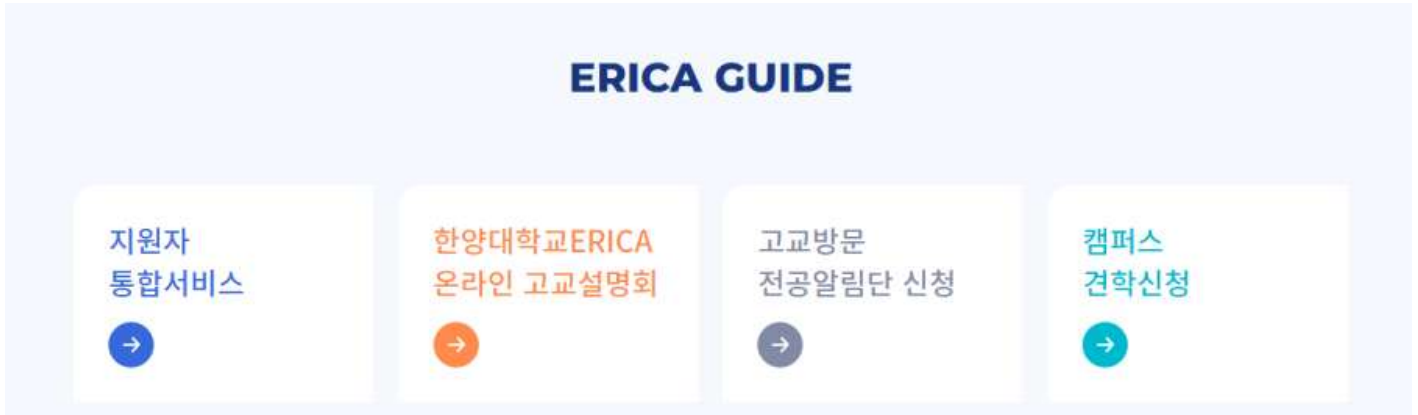 ERICA GUIDE
지원자
통합서비스
한양대학교ERICA
온라인 고교설명회
고교방문
전공알림단 신청
캠퍼스
견학신청